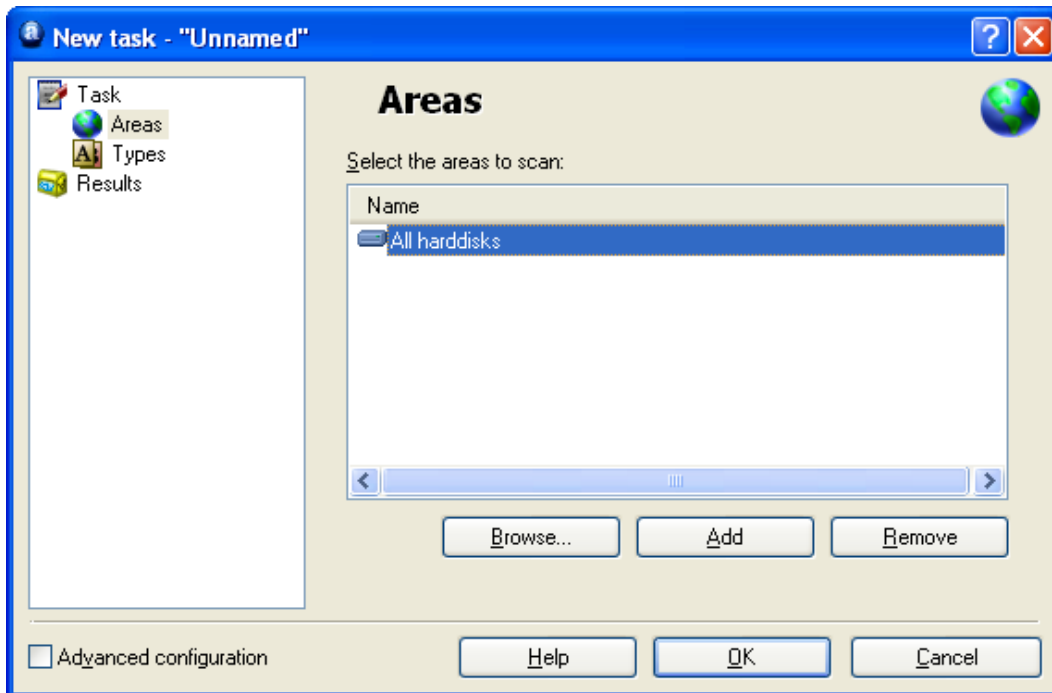 New task - "Unnamed"
Task
Areas
Types
Results
Areas
Select the areas to scan:
Name
All harddisks
Browse... Add Remove
Advanced configuration Help OK Cancel